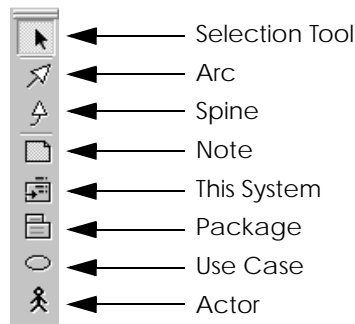 Selection Tool
Arc
Spine
Note
This System
Package
Use Case
Actor